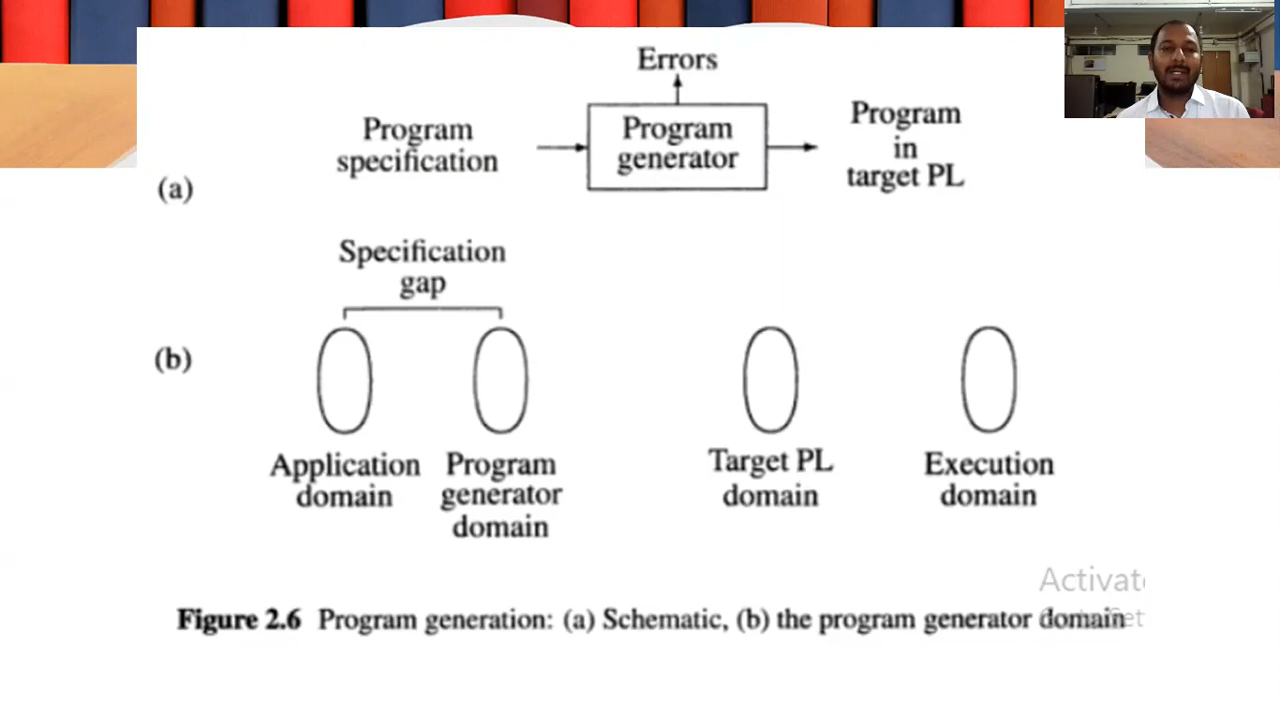 Errors
Program
specification
Program
generator
Program
in
target PL
(a)
Specification
gap
(b)
Application
domain
Program
generator
domain
Target PL
domain
Execution
domain
Activate
Figure 2.6 Program generation: (a) Schematic, (b) the program generator domain